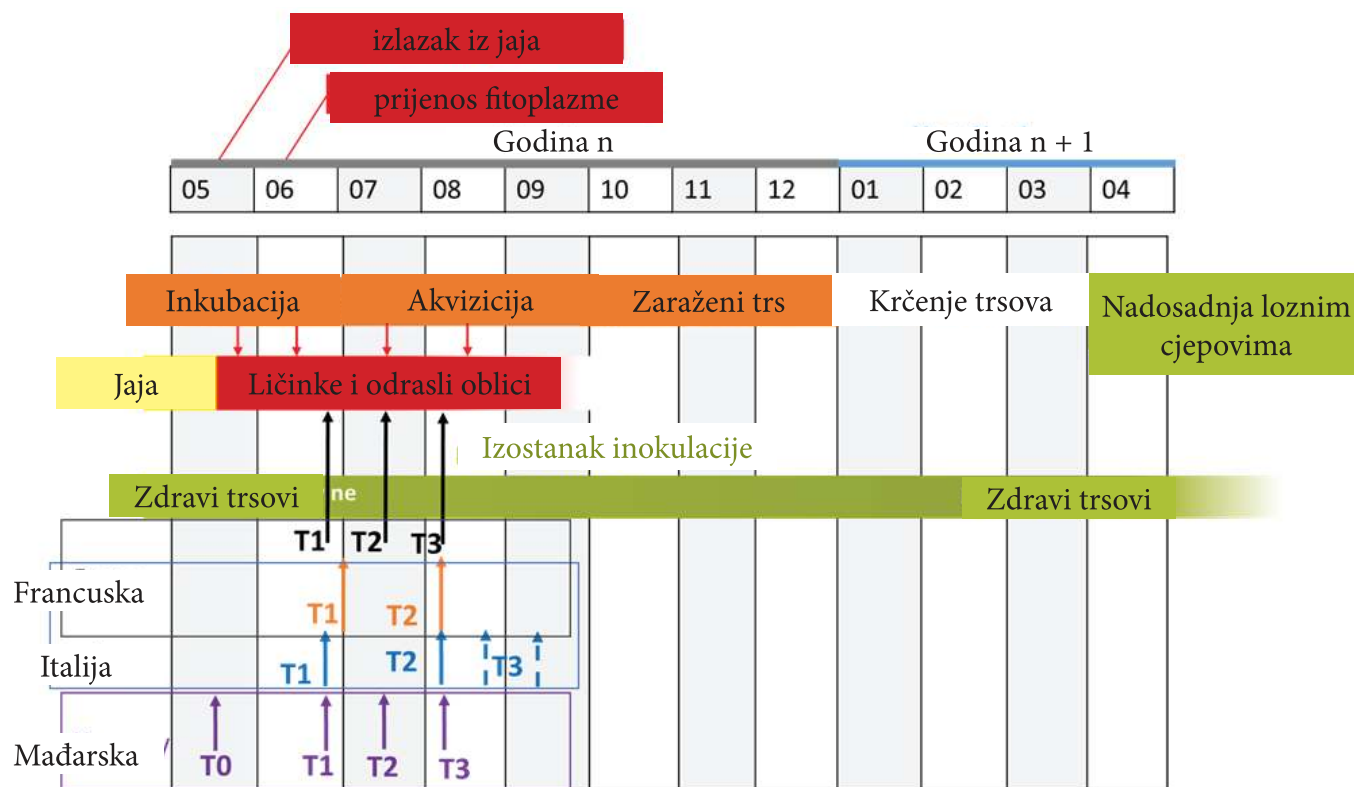 izlazak iz jaja
prijenos fitoplazme
Godina n
Godina n + 1
05 06 07 08 09 10 11 12 01 02 03 04
Inkubacija
Akvizicija
Zaraženi trs
Krčenje trsova
Nadosadnja loznim
cjepovima
Jaja
Ličinke i odrasli oblici
Izostanak inokulacije
Zdravi trsovi
ne
Zdravi trsovi
T1 T2 T3
Francuska
T1 T2
Italija
T1 T2 T3
Mađarska
T0 T1 T2 T3